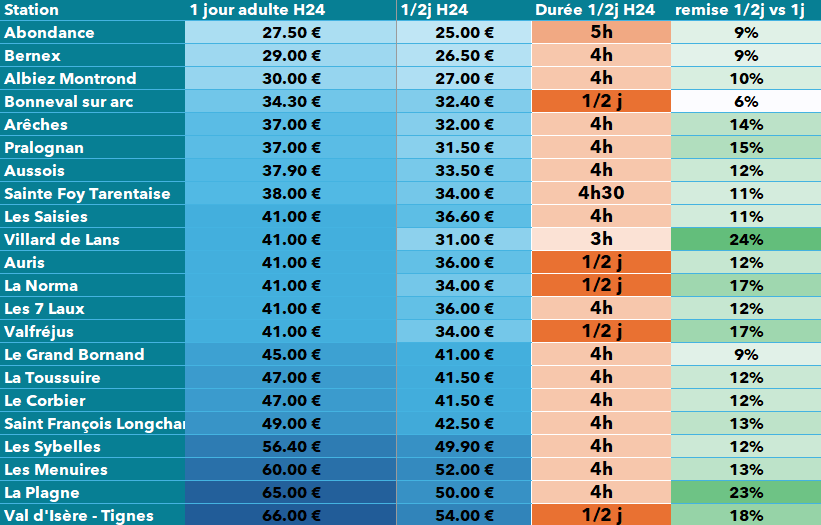 Station 1 jour adulte H24 1/2j H24 Durée 1/2j H24 remise 1/2j vs 1j
Abondance 27.50 € 25.00 € 5h 9%
Bernex 29.00 € 26.50 € 4h 9%
Albiez Montrond 30.00 € 27.00 € 4h 10%
Bonneval sur arc 34.30 € 32.40 € 1/2 j 6%
Arêches 37.00 € 32.00 € 4h 14%
Pralognan 37.00 € 31.50 € 4h 15%
Aussois 37.90 € 33.50 € 4h 12%
Sainte Foy Tarentaise 38.00 € 34.00 € 4h30 11%
Les Saisies 41.00 € 36.60 € 4h 11%
Villard de Lans 41.00 € 31.00 € 3h 24%
Auris 41.00 € 36.00 € 1/2 j 12%
La Norma 41.00 € 34.00 € 1/2 j 17%
Les 7 Laux 41.00 € 36.00 € 4h 12%
Valfréjus 41.00 € 34.00 € 1/2 j 17%
Le Grand Bornand 45.00 € 41.00 € 4h 9%
La Toussuire 47.00 € 41.50 € 4h 12%
Le Corbier 47.00 € 41.50 € 4h 12%
Saint François Longchar 49.00 € 42.50 € 4h 13%
Les Sybelles 56.40 € 49.90 € 4h 12%
Les Menuires 60.00 € 52.00 € 4h 13%
La Plagne 65.00 € 50.00 € 4h 23%
Val d'Isère - Tignes 66.00 € 54.00 € 1/2 j 18%